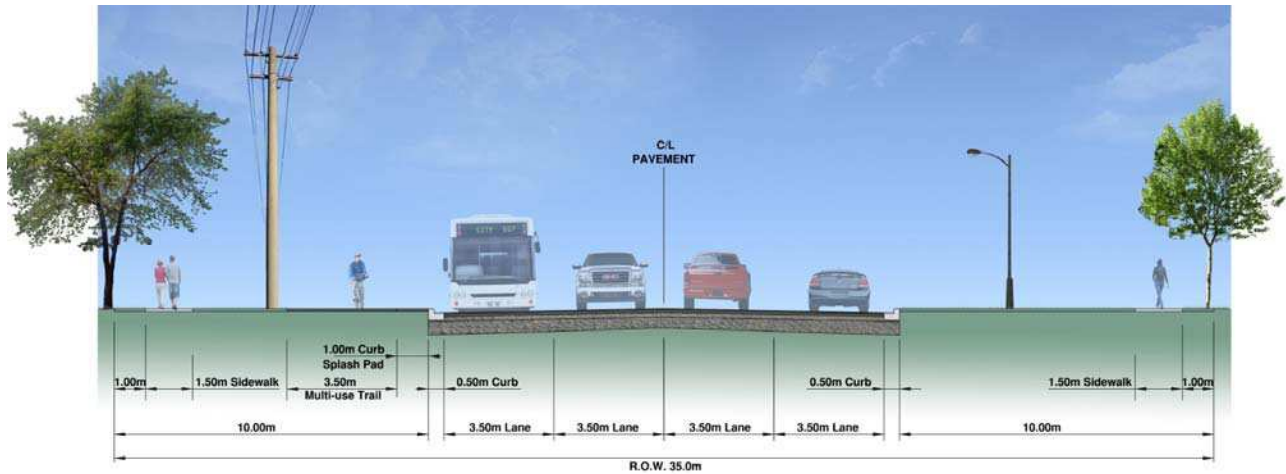 C/L
PAVEMENT
1.00m Curb
Splash Pad
1.00m
1.50m Sidewalk
3.50m
Multi-use Trail
0.50m Curb
0.50m Curb
1.50m Sidewalk
1.00m
10.00m
3.50m Lane
3.50m Lane
3.50m Lane
3.50m Lane
10.00m
R.O.W. 35.0m